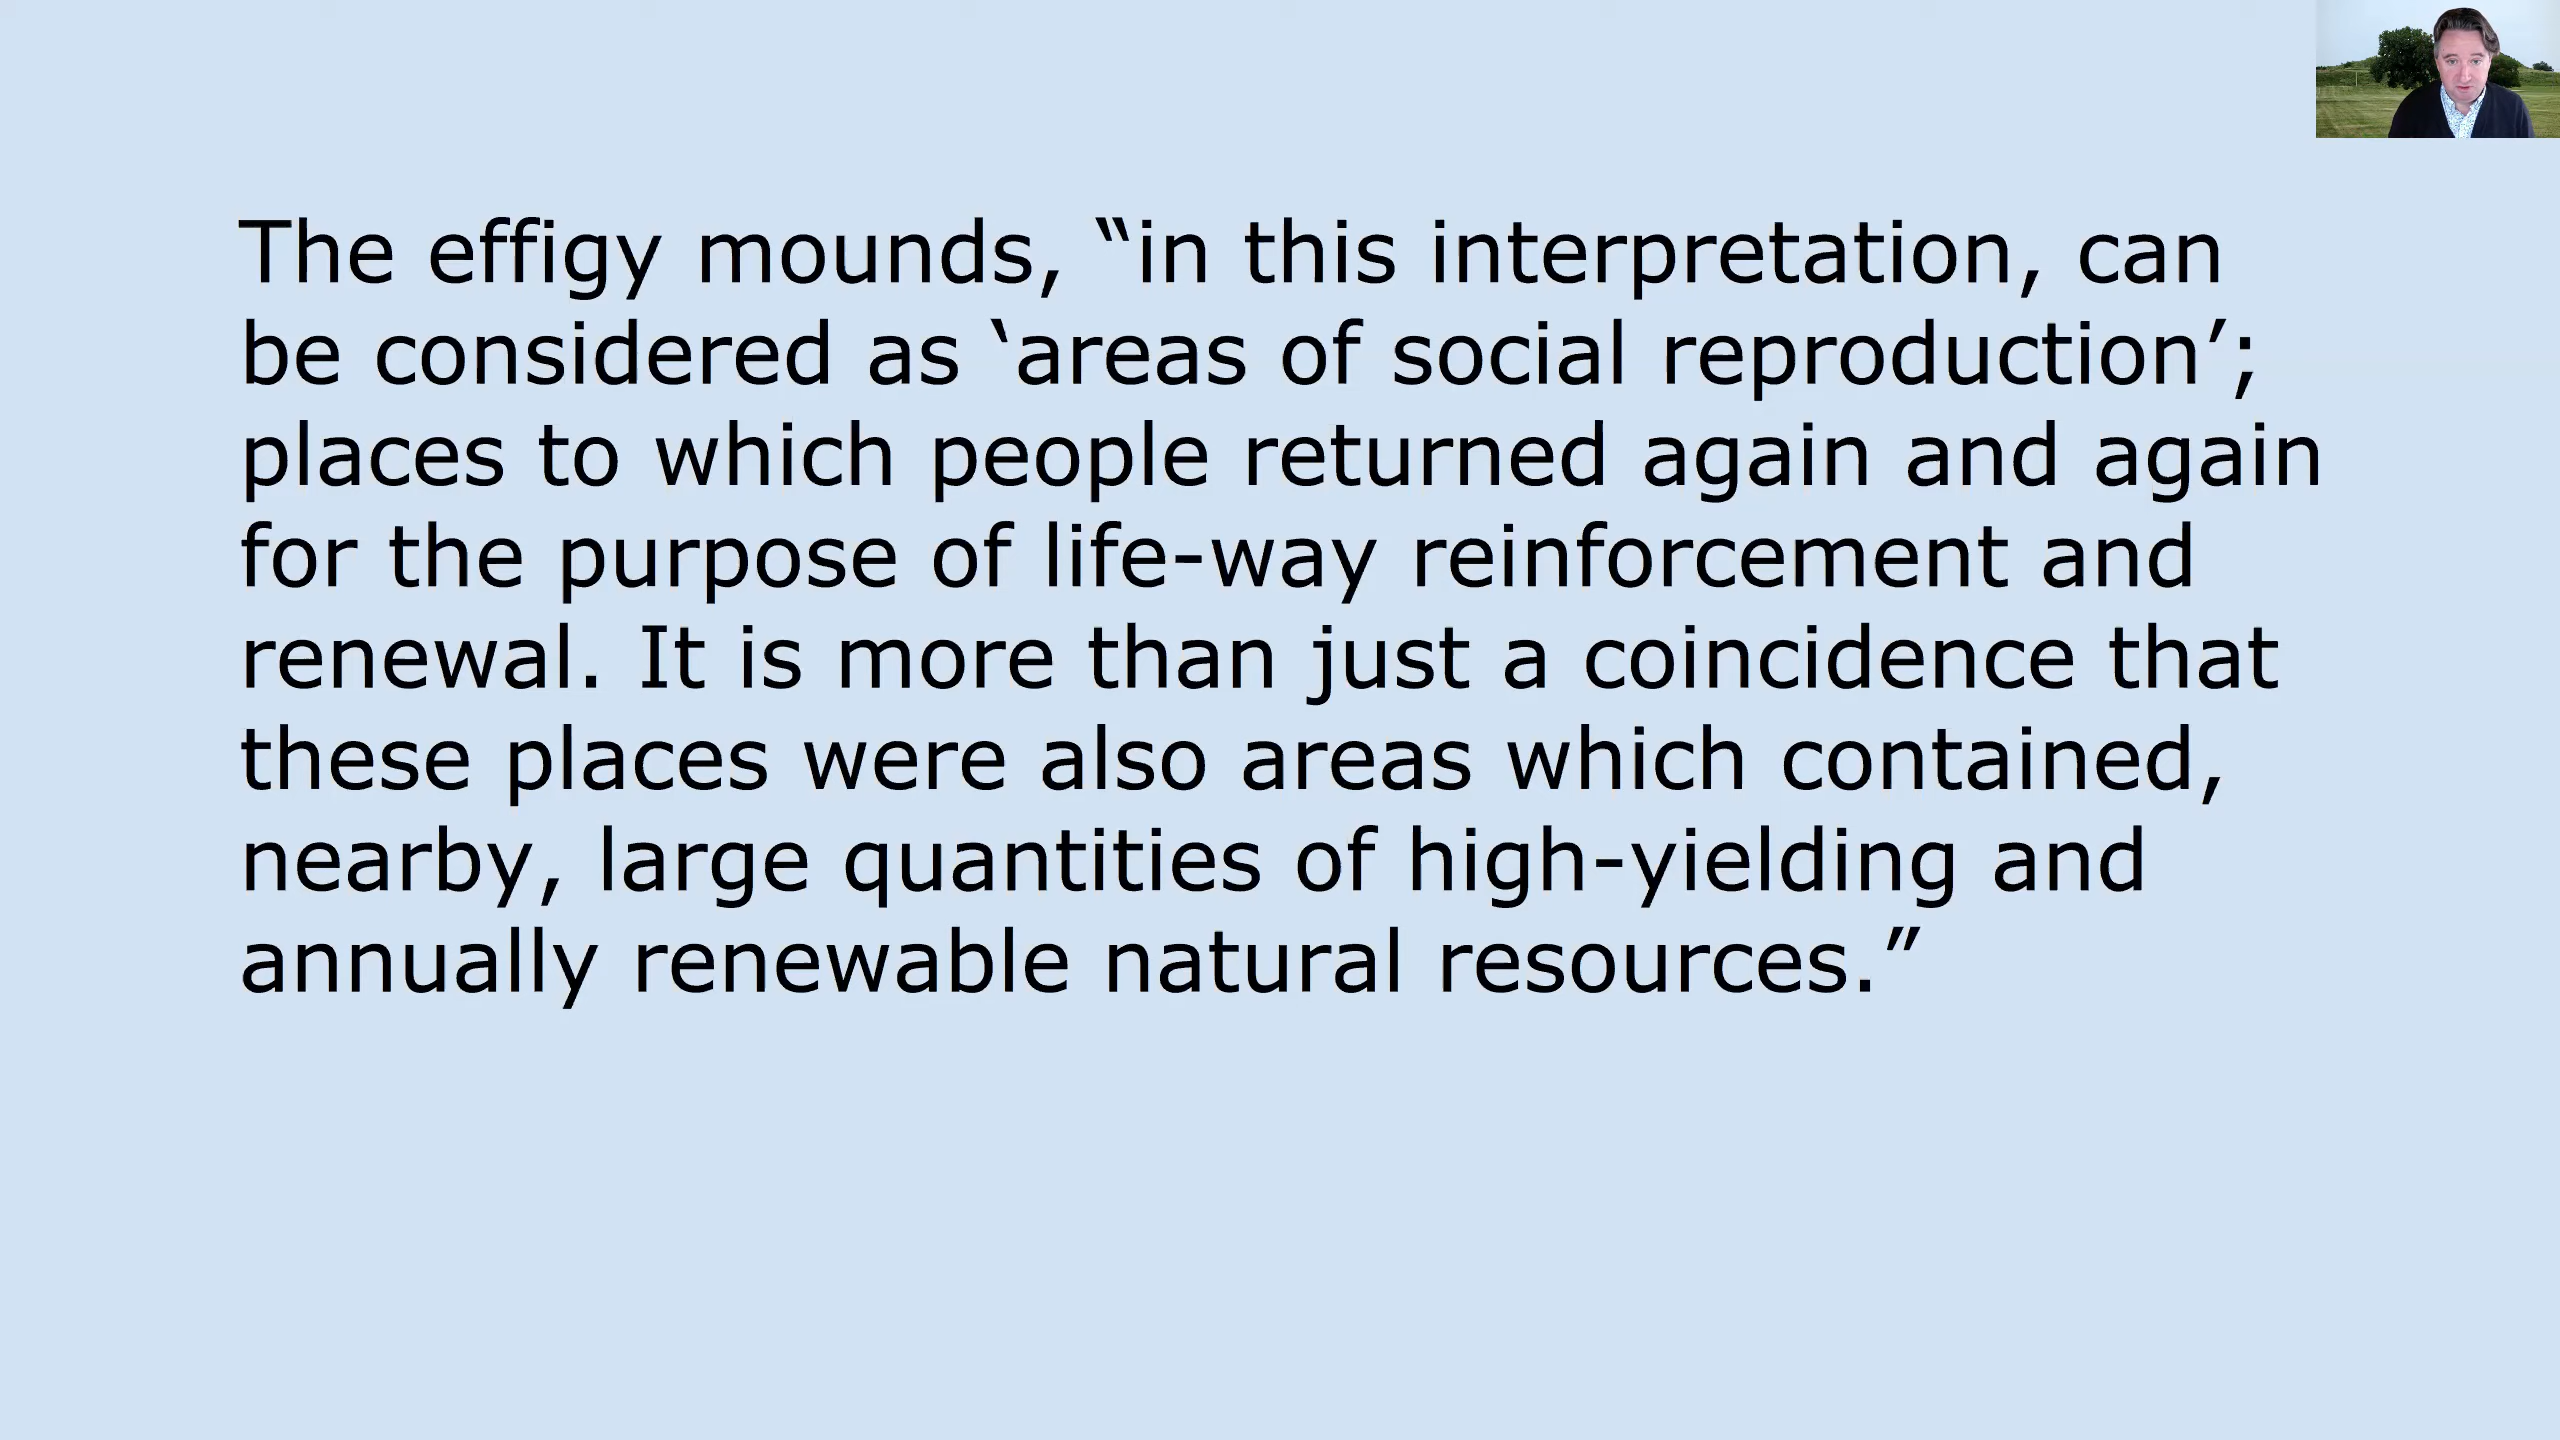 The effigy mounds, “in this interpretation, can
be considered as ‘areas of social reproduction’;
places to which people returned again and again
for the purpose of life-way reinforcement and
renewal. It is more than just a coincidence that
these places were also areas which contained,
nearby, large quantities of high-yielding and
annually renewable natural resources.”